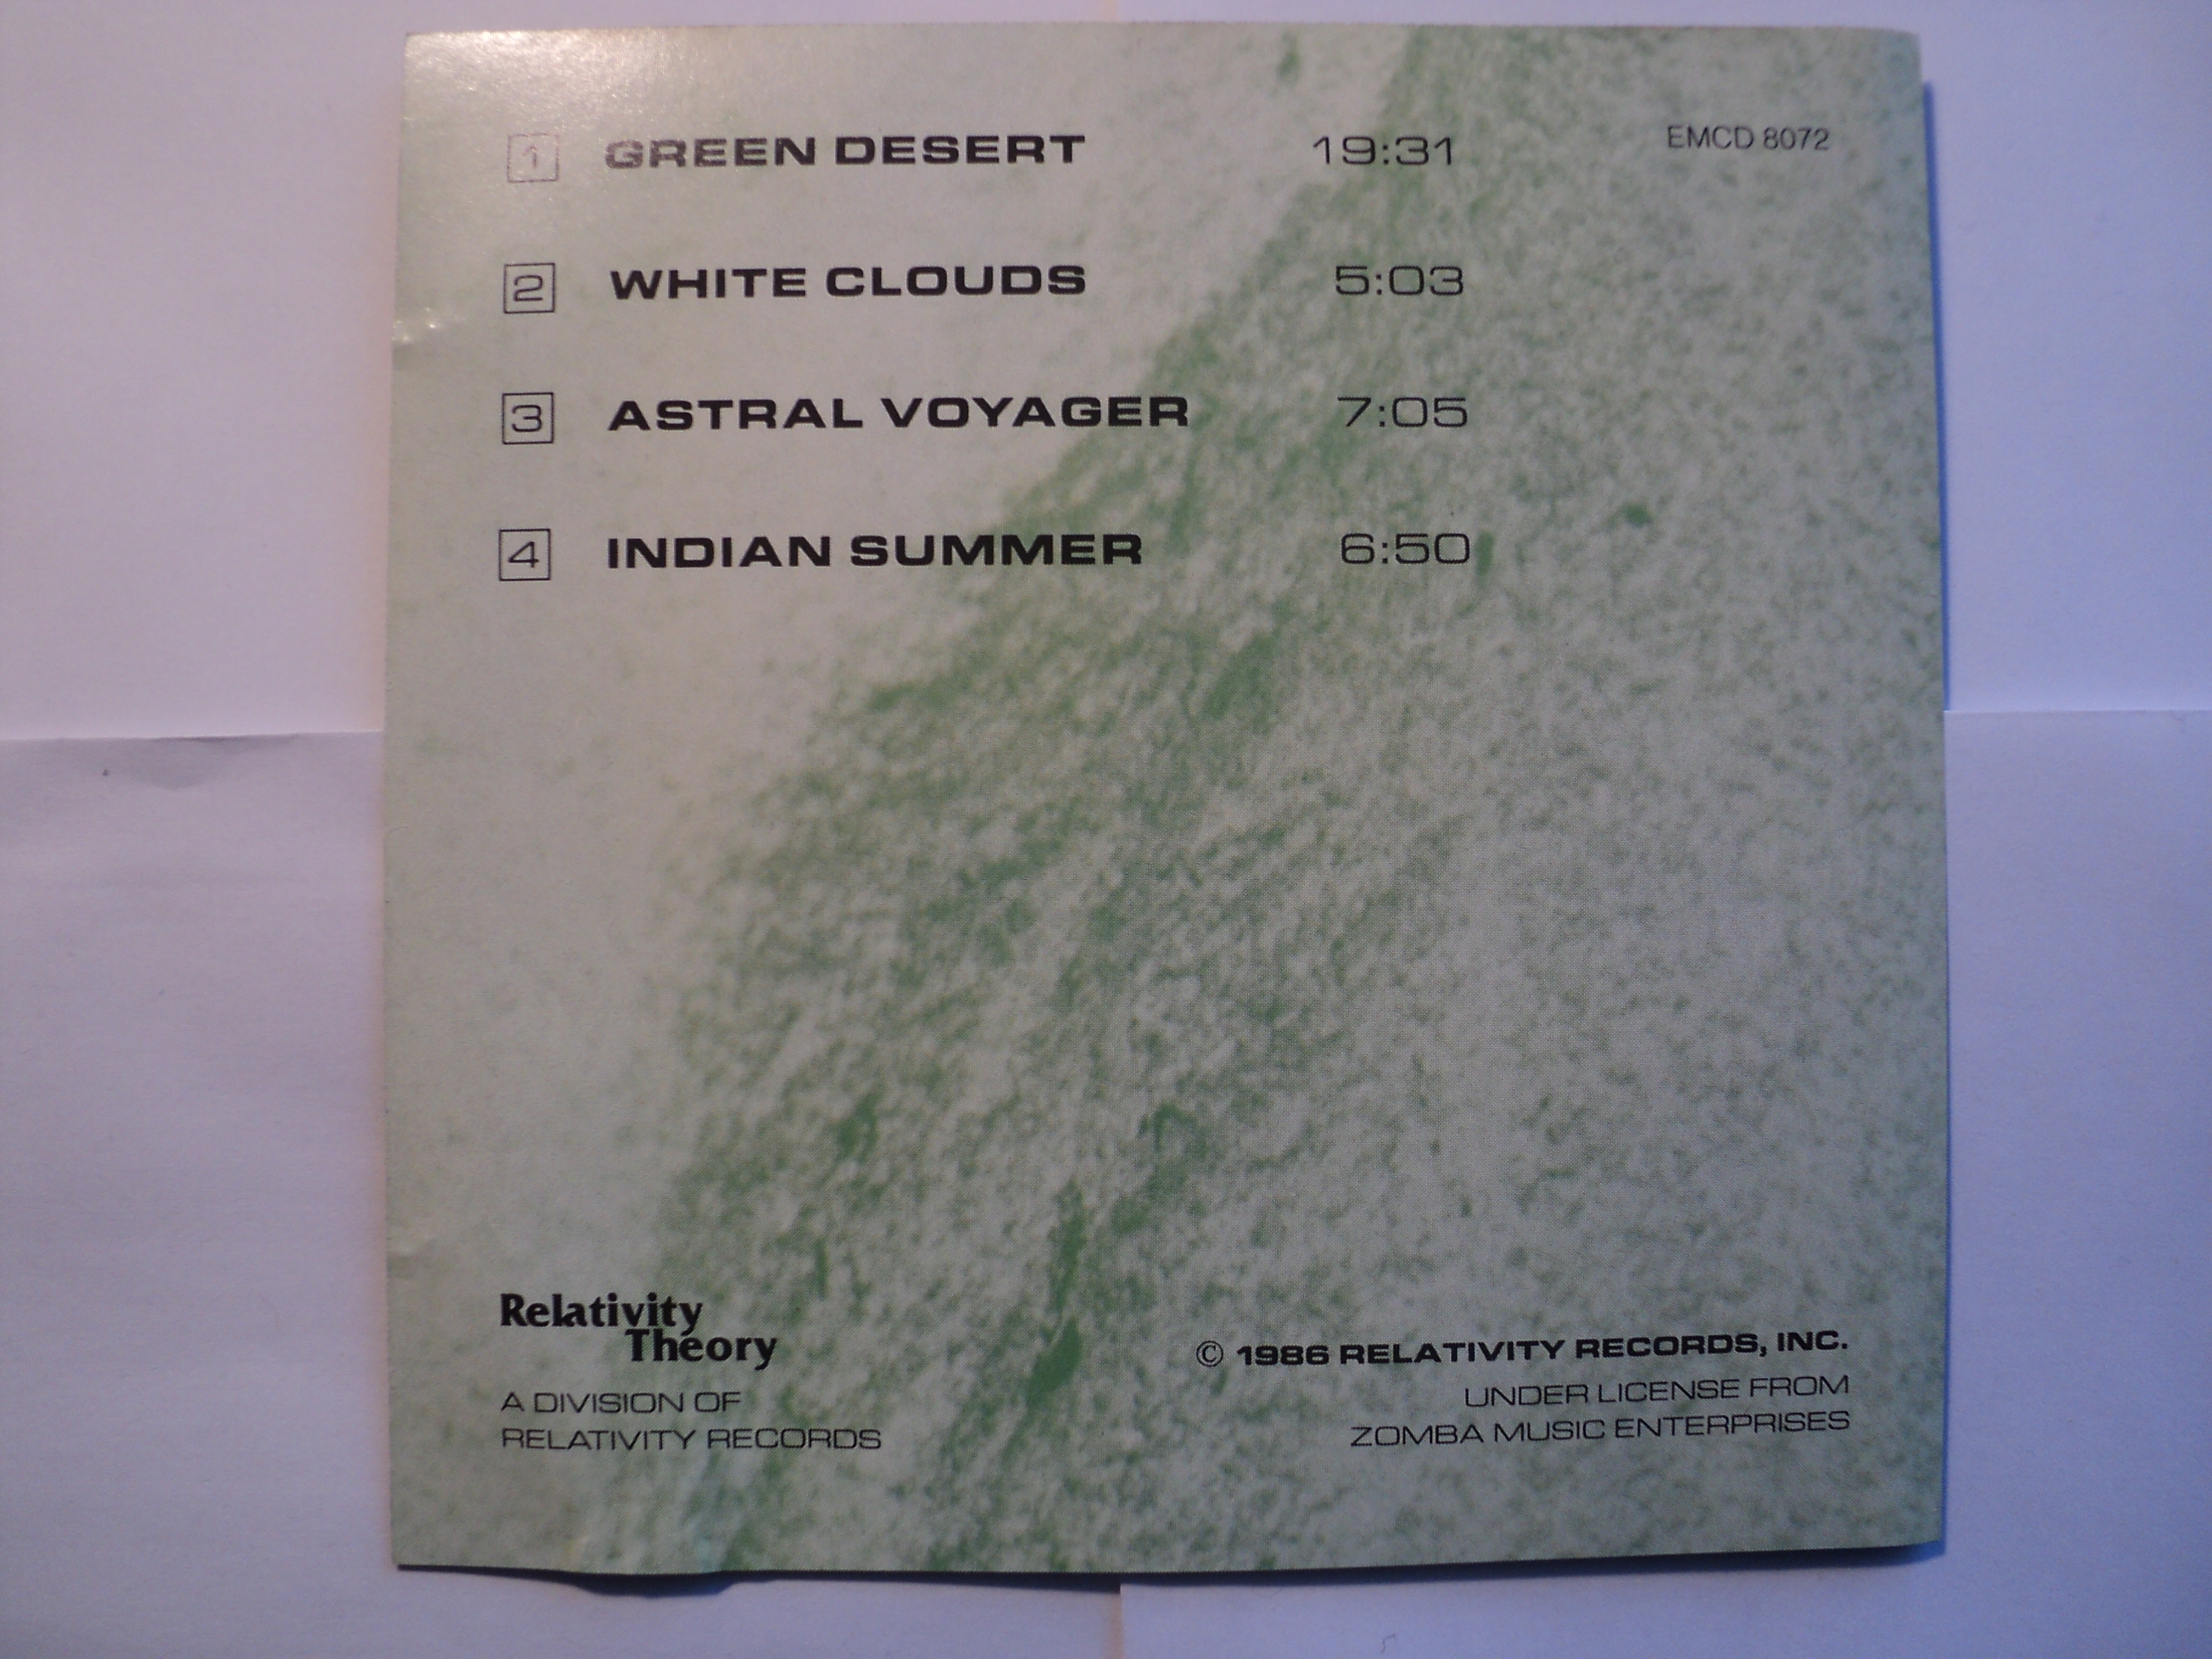 1 GREEN DESERT 19:31 EMCD 8072
2 WHITE CLOUDS 5:03
3 ASTRAL VOYAGER 7:05
4 INDIAN SUMMER 6:50
Relativity
Theory
A DIVISION OF
RELATIVITY RECORDS
© 1986 RELATIVITY RECORDS, INC.
UNDER LICENSE FROM
ZOMBA MUSIC ENTERPRISES